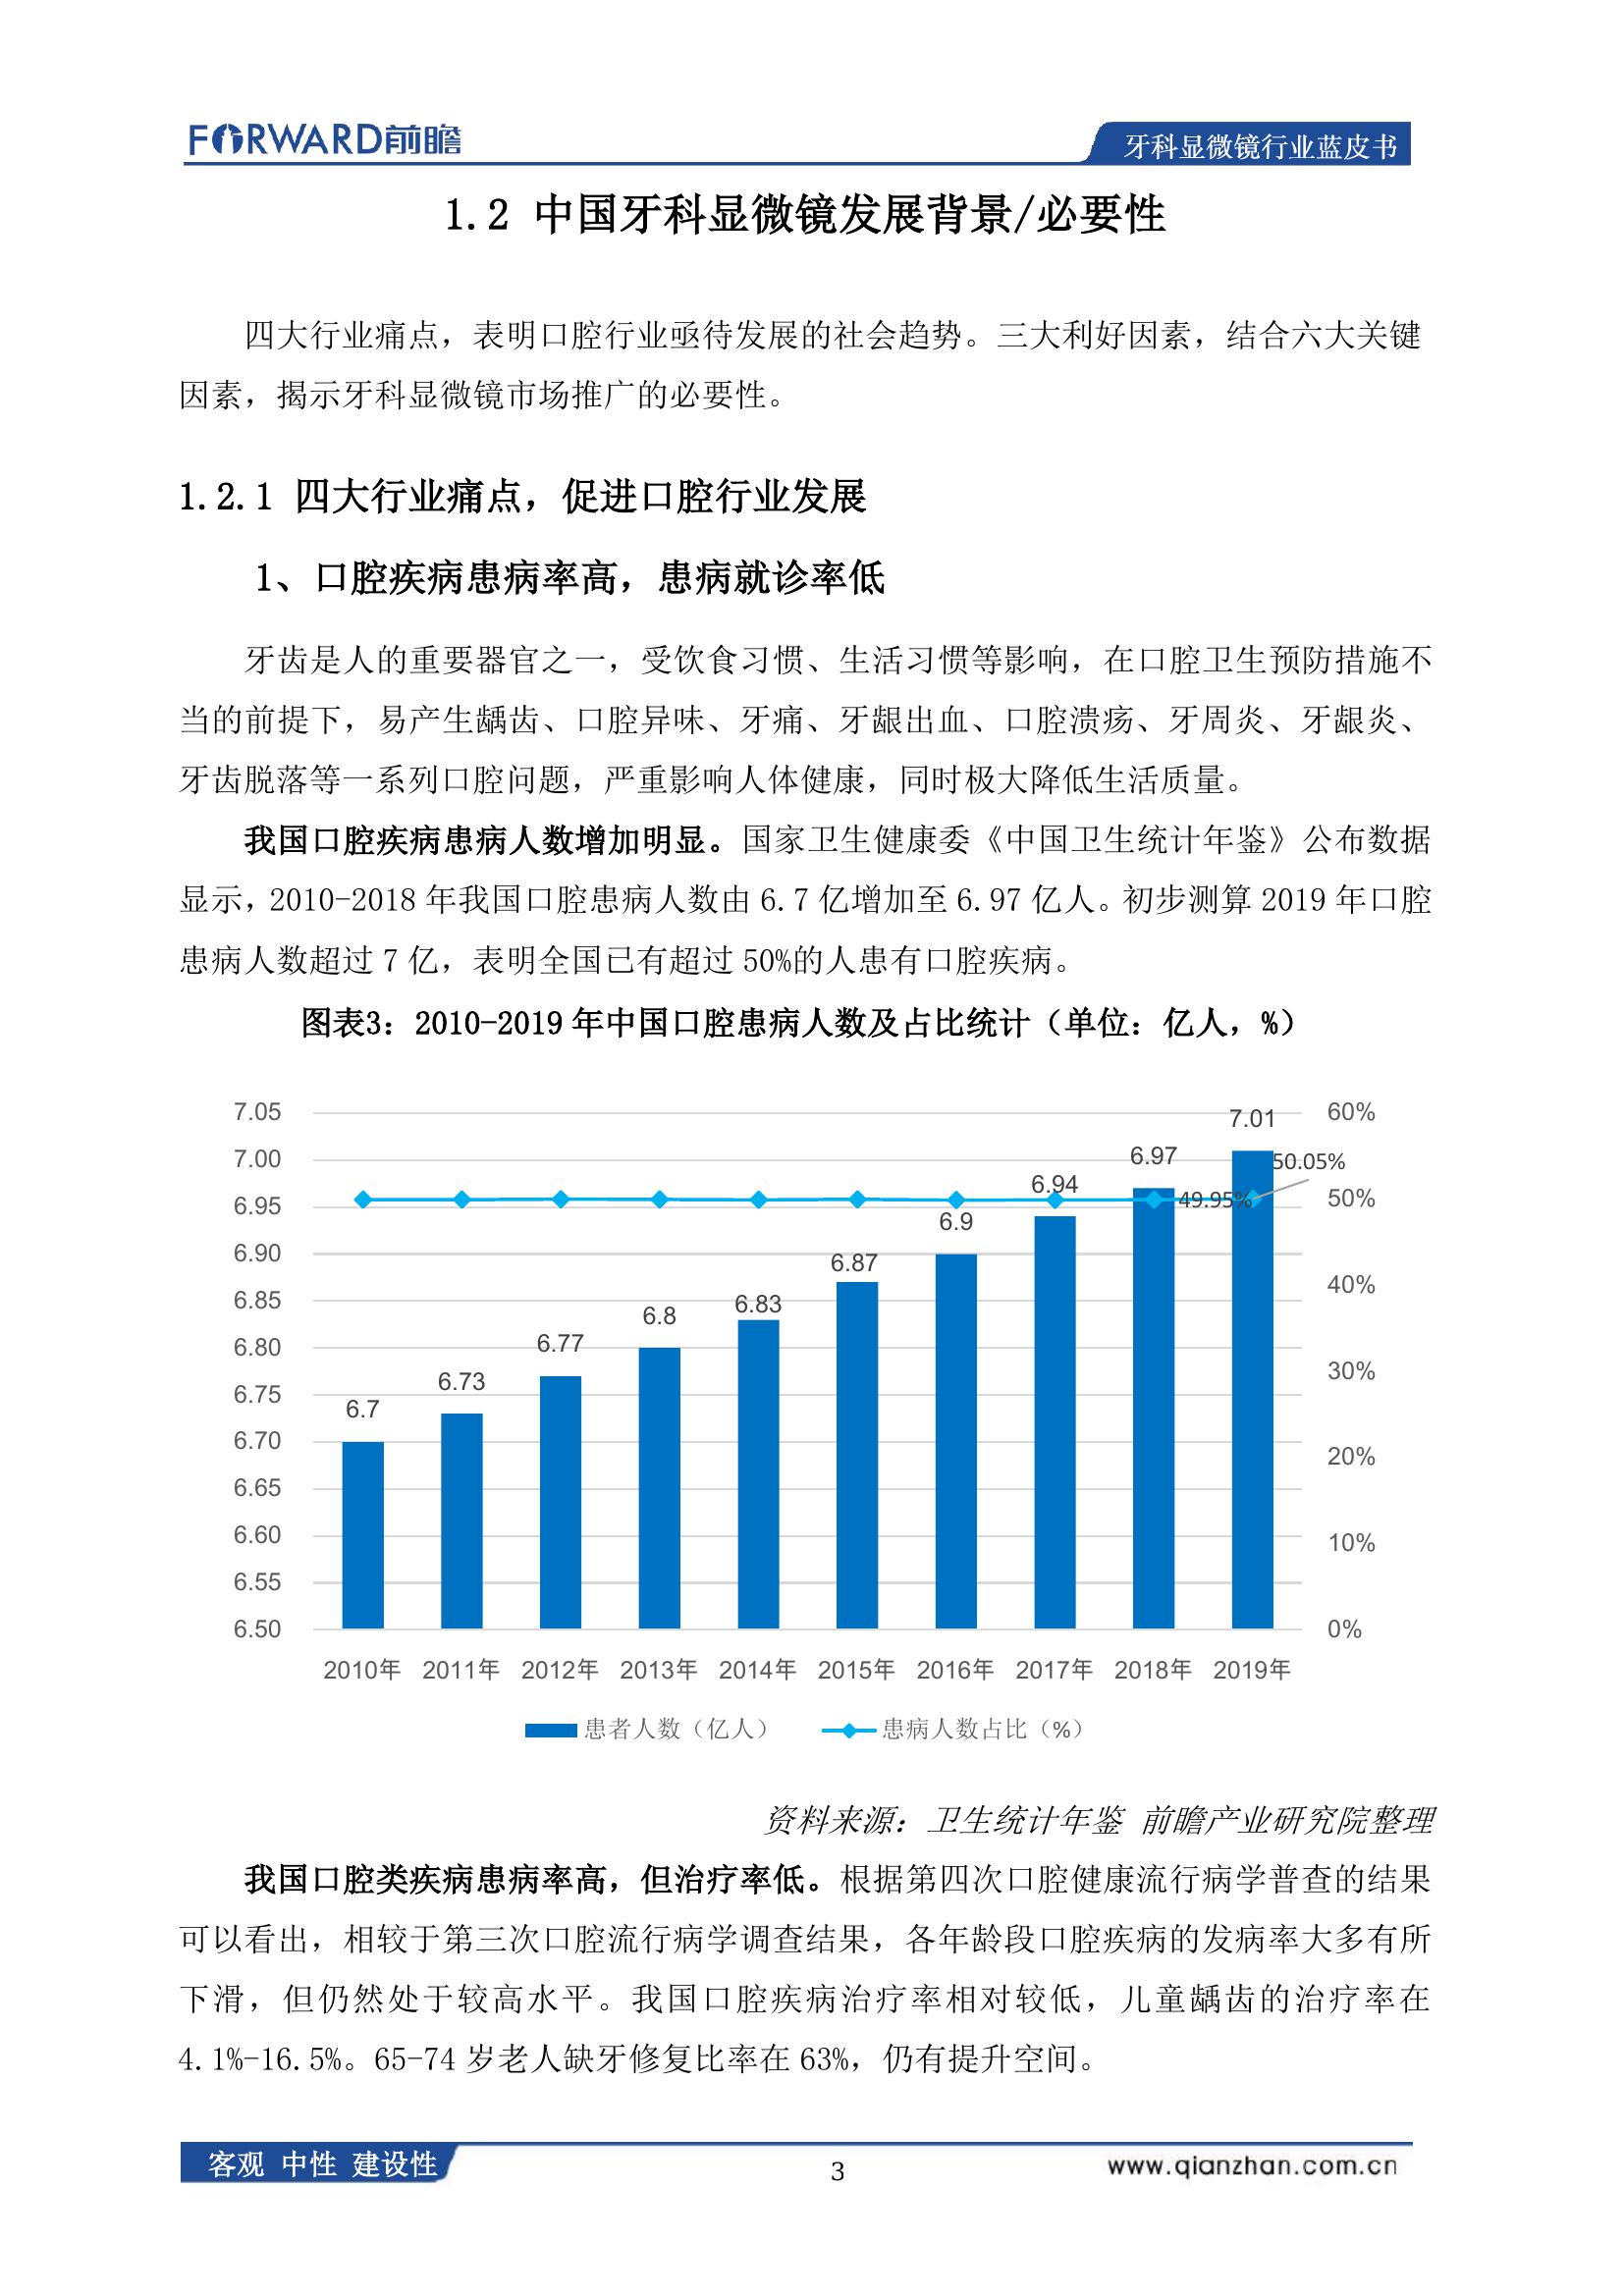 FORWARD前瞻
牙科显微镜行业蓝皮书
1.2 中国牙科显微镜发展背景/必要性
四大行业痛点，表明口腔行业亟待发展的社会趋势。三大利好因素，结合六大关键
因素，揭示牙科显微镜市场推广的必要性。
1.2.1 四大行业痛点，促进口腔行业发展
1、口腔疾病患病率高，患病就诊率低
牙齿是人的重要器官之一，受饮食习惯、生活习惯等影响，在口腔卫生预防措施不
当的前提下，易产生龋齿、口腔异味、牙痛、牙龈出血、口腔溃疡、牙周炎、牙龈炎、
牙齿脱落等一系列口腔问题，严重影响人体健康，同时极大降低生活质量。
我国口腔疾病患病人数增加明显。国家卫生健康委《中国卫生统计年鉴》公布数据
显示，2010-2018 年我国口腔患病人数由 6.7 亿增加至 6.97 亿人。初步测算 2019 年口腔
患病人数超过 7 亿，表明全国已有超过 50%的人患有口腔疾病。
图表3：2010-2019 年中国口腔患病人数及占比统计（单位：亿人，%）
7.05
7.00
6.95
6.90
6.85
6.80
6.75
6.70
6.65
6.60
6.55
6.50
6.7
6.73
6.77
6.8
6.83
6.87
6.9
6.94
6.97
7.01
49.95%
50.05%
60%
50%
40%
30%
20%
10%
0%
2010年 2011年 2012年 2013年 2014年 2015年 2016年 2017年 2018年 2019年
患者人数（亿人） 患病人数占比（%）
资料来源：卫生统计年鉴 前瞻产业研究院整理
我国口腔类疾病患病率高，但治疗率低。根据第四次口腔健康流行病学普查的结果
可以看出，相较于第三次口腔流行病学调查结果，各年龄段口腔疾病的发病率大多有所
下滑，但仍然处于较高水平。我国口腔疾病治疗率相对较低，儿童龋齿的治疗率在
4.1%-16.5%。65-74 岁老人缺牙修复比率在 63%，仍有提升空间。
客观 中性 建设性
3
www.qianzhan.com.cn